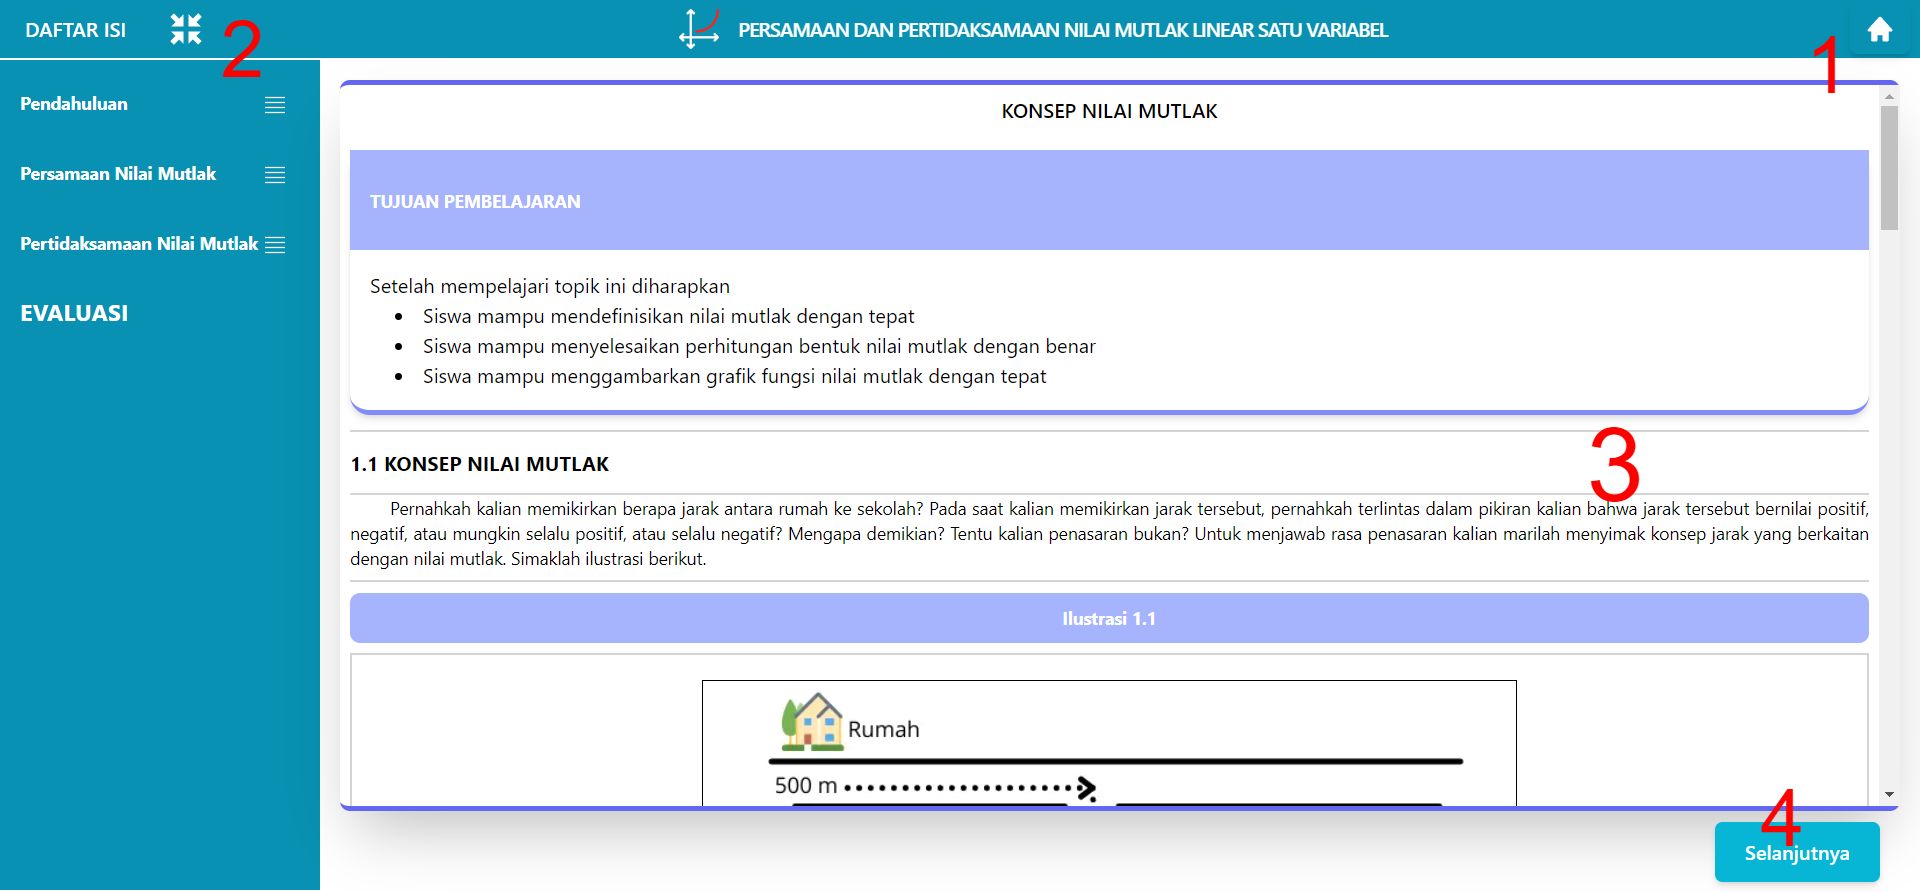 DAFTAR ISI
2
PERSAMAAN DAN PERTIDAKSAMAAN NILAI MUTLAK LINEAR SATU VARIABEL
1
Pendahuluan
Persamaan Nilai Mutlak
Pertidaksamaan Nilai Mutlak
EVALUASI
KONSEP NILAI MUTLAK
TUJUAN PEMBELAJARAN
Setelah mempelajari topik ini diharapkan
• Siswa mampu mendefinisikan nilai mutlak dengan tepat
• Siswa mampu menyelesaikan perhitungan bentuk nilai mutlak dengan benar
• Siswa mampu menggambarkan grafik fungsi nilai mutlak dengan tepat
3
1.1 KONSEP NILAI MUTLAK
Pernahkah kalian memikirkan berapa jarak antara rumah ke sekolah? Pada saat kalian memikirkan jarak tersebut, pernahkah terlintas dalam pikiran kalian bahwa jarak tersebut bernilai positif,
negatif, atau mungkin selalu positif, atau selalu negatif? Mengapa demikian? Tentu kalian penasaran bukan? Untuk menjawab rasa penasaran kalian marilah menyimak konsep jarak yang berkaitan
dengan nilai mutlak. Simaklah ilustrasi berikut.
Ilustrasi 1.1
Rumah
500 m
4
Selanjutnya